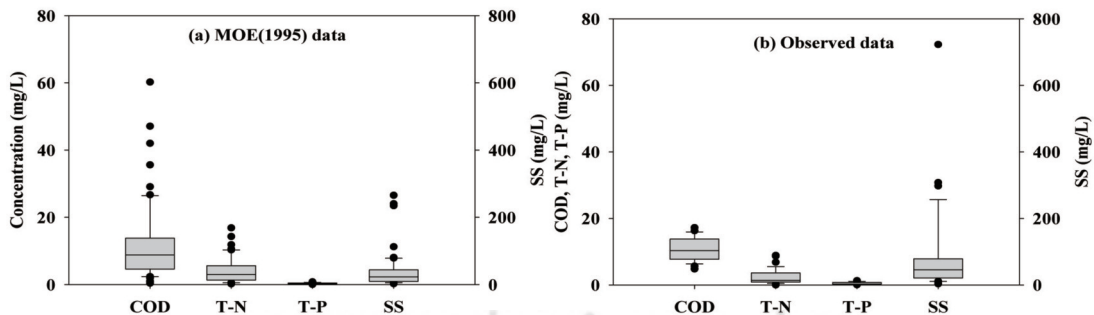 (a) MOE(1995) data
Concentration (mg/L)
80
60
40
20
0
800
600
400
200
0
SS (mg/L)
COD T-N T-P SS
(b) Observed data
COD, T-N, T-P (mg/L)
80
60
40
20
0
800
600
400
200
0
SS (mg/L)
COD T-N T-P SS